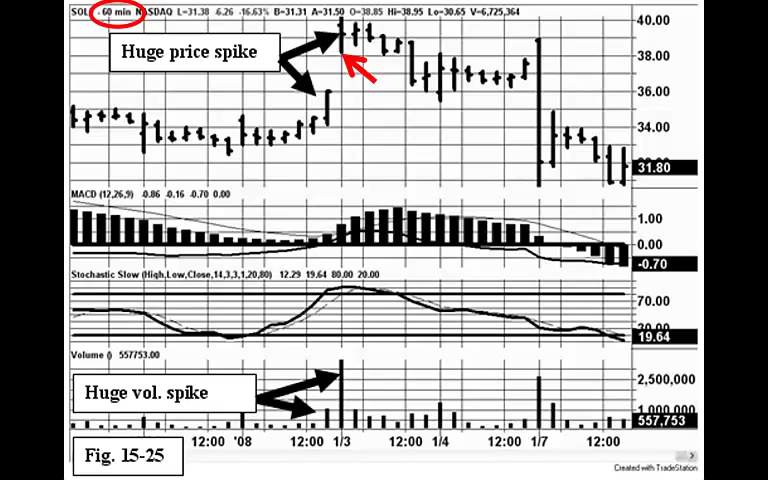 SOL - 60 min NASDAQ L=31.38 -6.26 -16.63% B=31.31 A=31.50 O=38.85 Hi=38.95 Lo=30.65 V=6,725,364
40.00
Huge price spike
38.00
36.00
34.00
31.80
MACD (12,26,9) -0.86 -0.16 -0.70 0.00
1.00
0.00
-0.70
Stochastic Slow (High,Low,Close,14,3,3,1,20,80) 12.29 19.64 80.00 20.00
70.00
19.64
Volume () 557753.00
Huge vol. spike
2,500,000
1,000,000
557,753
12:00 '08 12:00 1/3 12:00 1/4 12:00 1/7 12:00
Fig. 15-25
Created with TradeStation